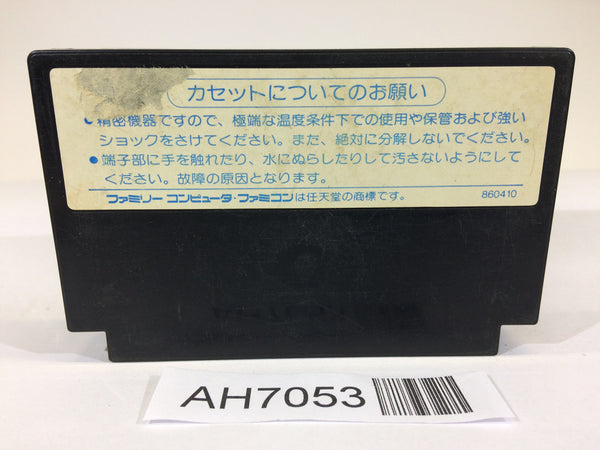 カセットについてのお願い
● 精密機器ですので、極端な温度条件下での使用や保管および強い
ショックをさけてください。また、絶対に分解しないでください。
● 端子部に手を触れたり、水にぬらしたりして汚さないようにして
ください。故障の原因となります。
ファミリー コンピュータ・ファミコンは任天堂の商標です。 860410
AH7053